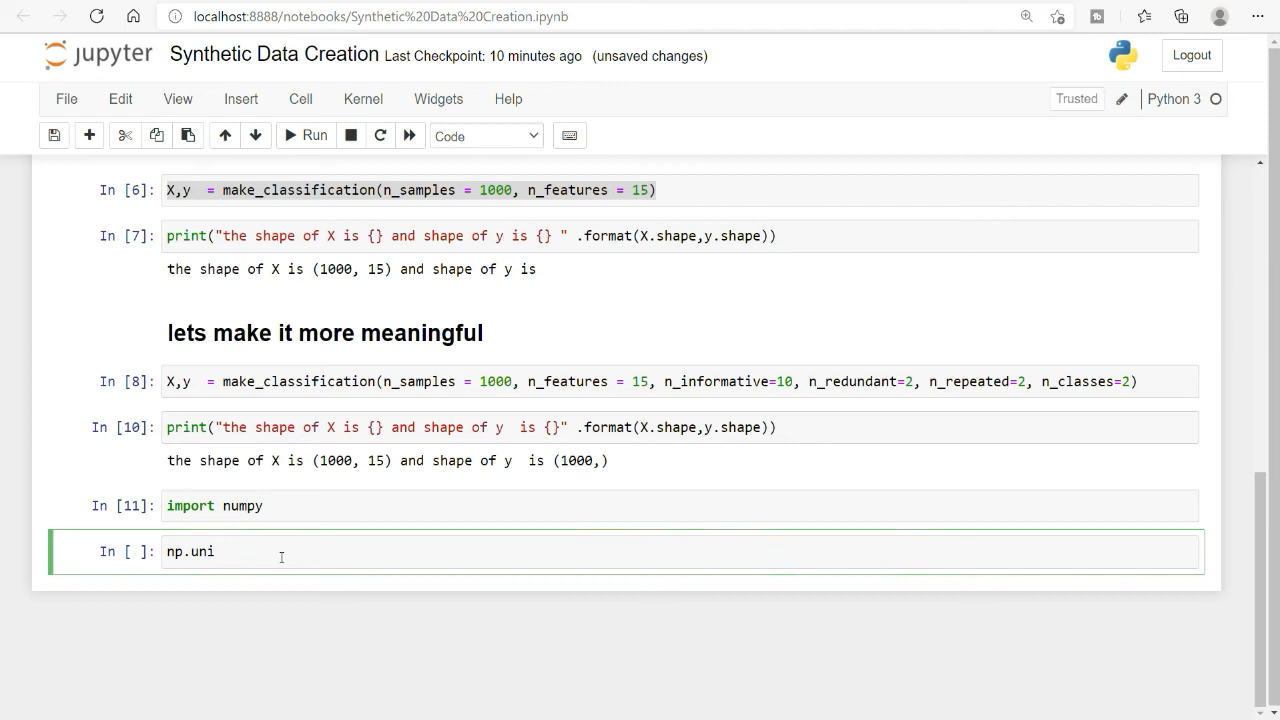 localhost:8888/notebooks/Synthetic%20Data%20Creation.ipynb
jupyter Synthetic Data Creation Last Checkpoint: 10 minutes ago (unsaved changes) Logout
File Edit View Insert Cell Kernel Widgets Help Trusted Python 3
Run Code
In [6]: X,y  = make_classification(n_samples = 1000, n_features = 15)
In [7]: print("the shape of X is {} and shape of y is {} " .format(X.shape,y.shape))
the shape of X is (1000, 15) and shape of y is
lets make it more meaningful
In [8]: X,y  = make_classification(n_samples = 1000, n_features = 15, n_informative=10, n_redundant=2, n_repeated=2, n_classes=2)
In [10]: print("the shape of X is {} and shape of y  is {}" .format(X.shape,y.shape))
the shape of X is (1000, 15) and shape of y  is (1000,)
In [11]: import numpy
In [ ]: np.uni